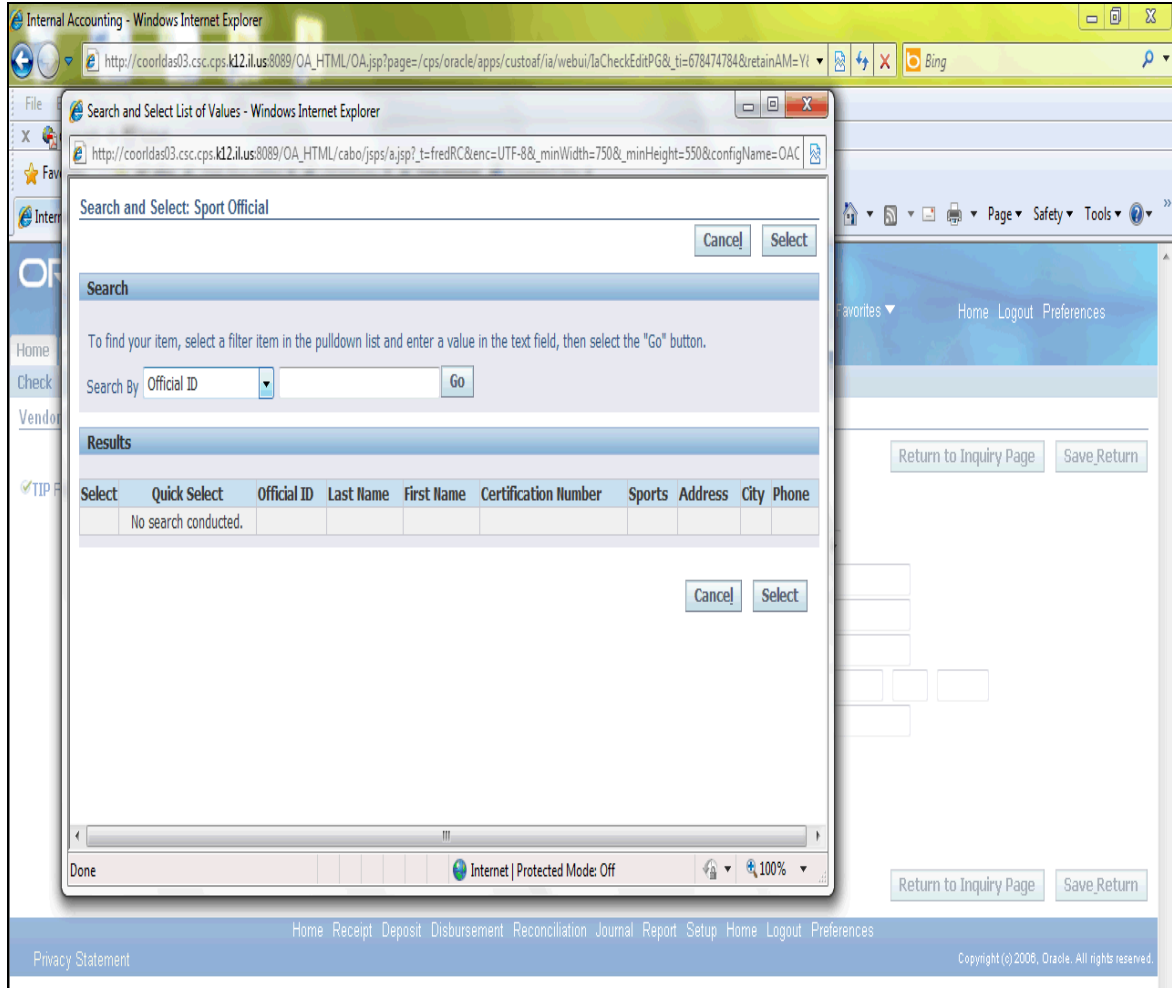 Internal Accounting - Windows Internet Explorer
http://coorldas03.csc.cps.k12.il.us:8089/OA_HTML/OA.jsp?page=/cps/oracle/apps/custoaf/ia/webui/IaCheckEditPG&_ti=678474784&retainAM=Y&
Bing
File
Search and Select List of Values - Windows Internet Explorer
X
http://coorldas03.csc.cps.k12.il.us:8089/OA_HTML/cabo/jsps/a.jsp?_t=fredRC&enc=UTF-8&_minWidth=750&_minHeight=550&configName=OAC
Fav
Intern
Page Safety Tools
Search and Select: Sport Official
Cancel Select
OR
Search
Favorites Home Logout Preferences
To find your item, select a filter item in the pulldown list and enter a value in the text field, then select the "Go" button.
Home
Check
Search By Official ID Go
Vendor
Results
Return to Inquiry Page Save_Return
TIP F
Select Quick Select Official ID Last Name First Name Certification Number Sports Address City Phone
No search conducted.
Cancel Select
Done Internet | Protected Mode: Off 100%
Return to Inquiry Page Save_Return
Home Receipt Deposit Disbursement Reconciliation Journal Report Setup Home Logout Preferences
Privacy Statement Copyright (c) 2006, Oracle. All rights reserved.